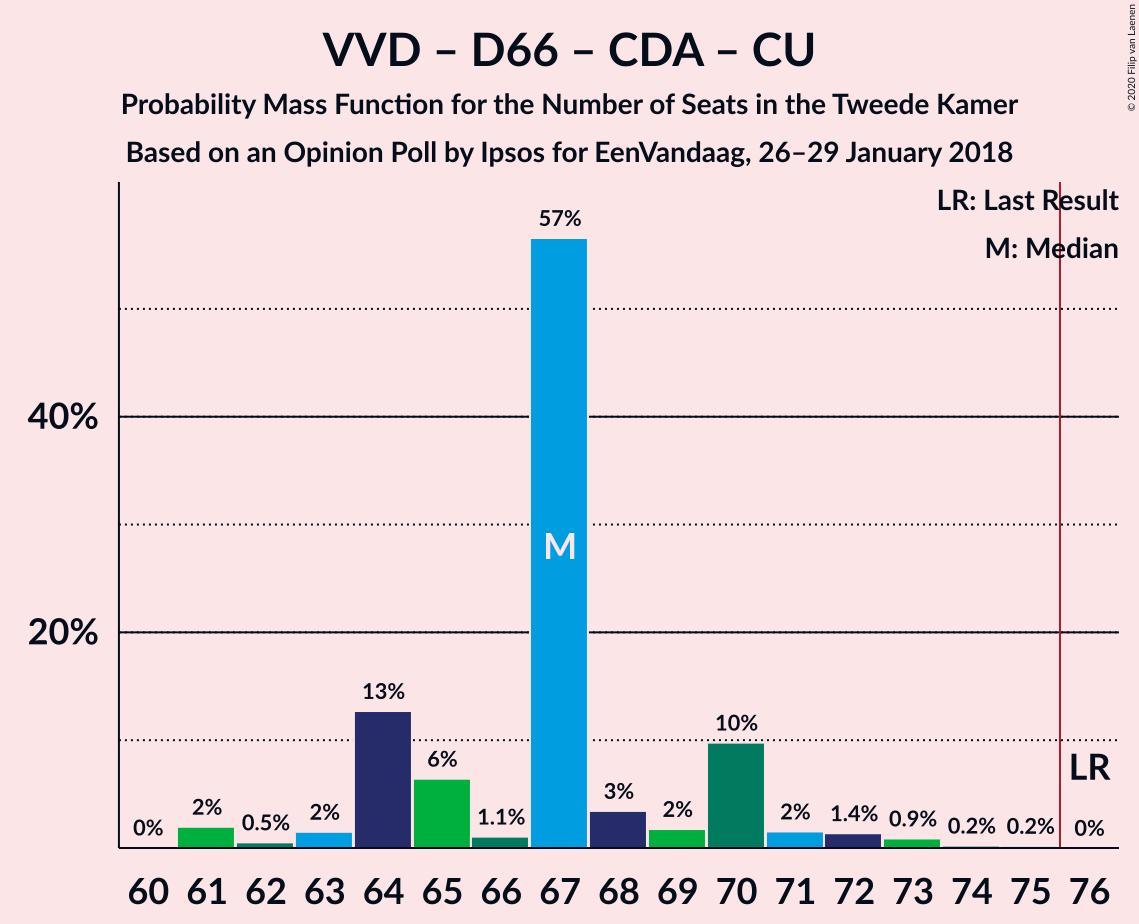 VVD – D66 – CDA – CU
Probability Mass Function for the Number of Seats in the Tweede Kamer
Based on an Opinion Poll by Ipsos for EenVandaag, 26–29 January 2018
© 2020 Filip van Laenen
LR: Last Result
M: Median
57%
40%
M
20%
13%
10%
6%
LR
3%
0% 2% 0.5% 2% 1.1% 2% 2% 1.4% 0.9% 0.2% 0.2% 0%
60 61 62 63 64 65 66 67 68 69 70 71 72 73 74 75 76